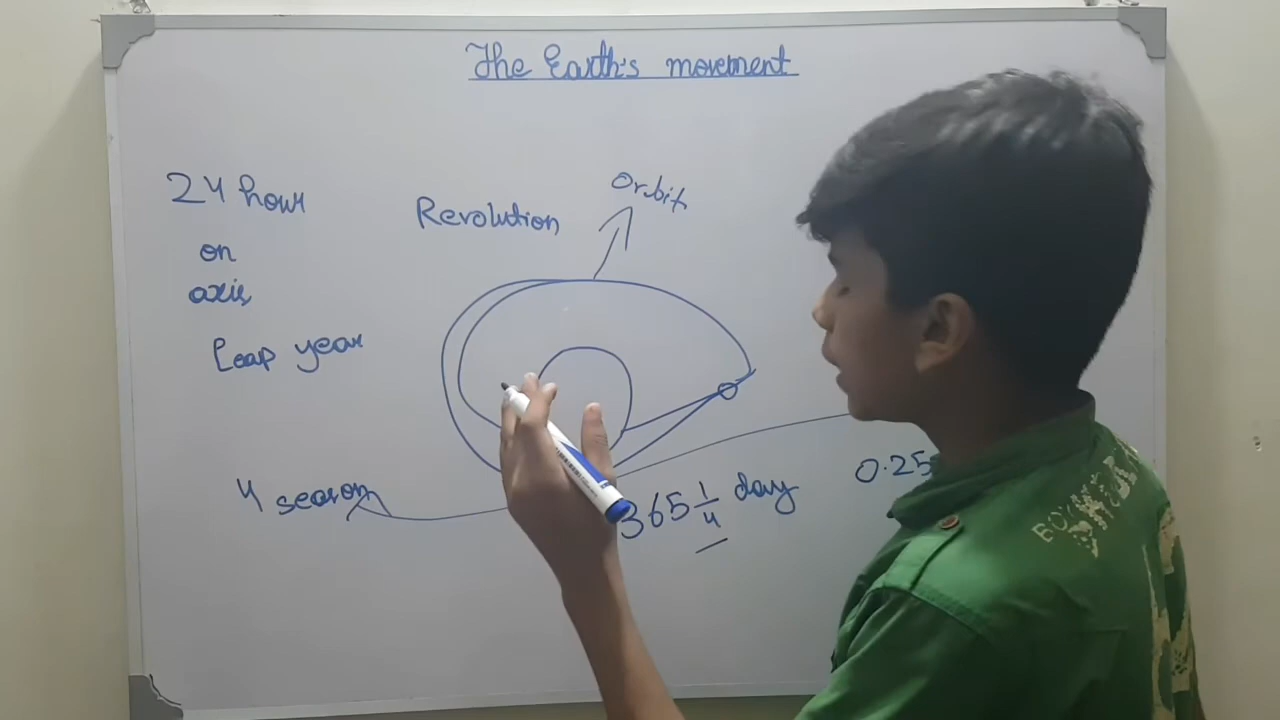 The Earth's movement
24 hour
on
axis
Leap year
4 season
Revolution
Orbit
365 1/4 day
0.25